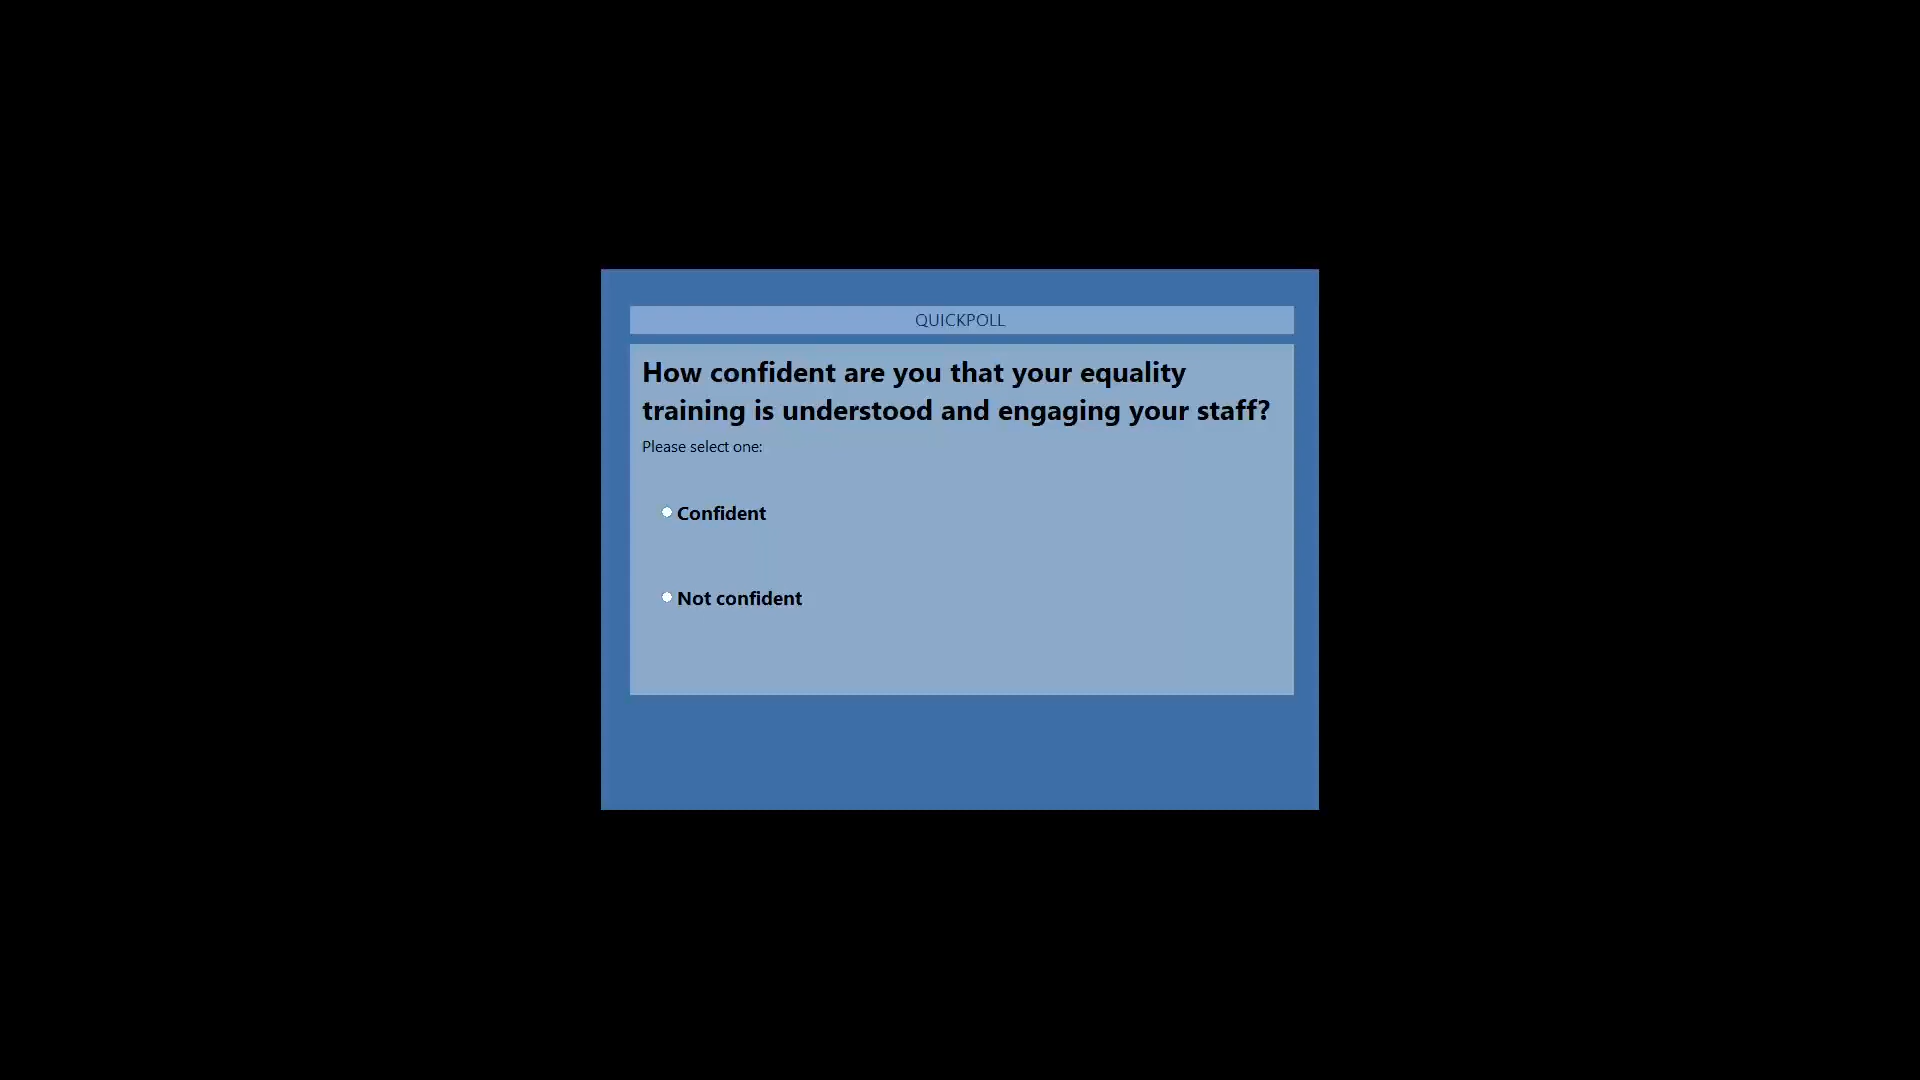 QUICKPOLL
How confident are you that your equality
training is understood and engaging your staff?
Please select one:
Confident
Not confident